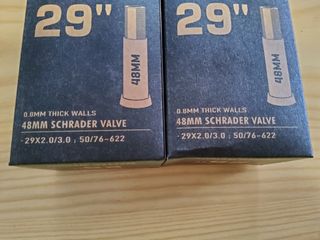 29"
48MM
0.8MM THICK WALLS
48MM SCHRADER VALVE
29X2.0/3.0 ; 50/76-622
29"
48MM
0.8MM THICK WALLS
48MM SCHRADER VALVE
29X2.0/3.0 ; 50/76-622